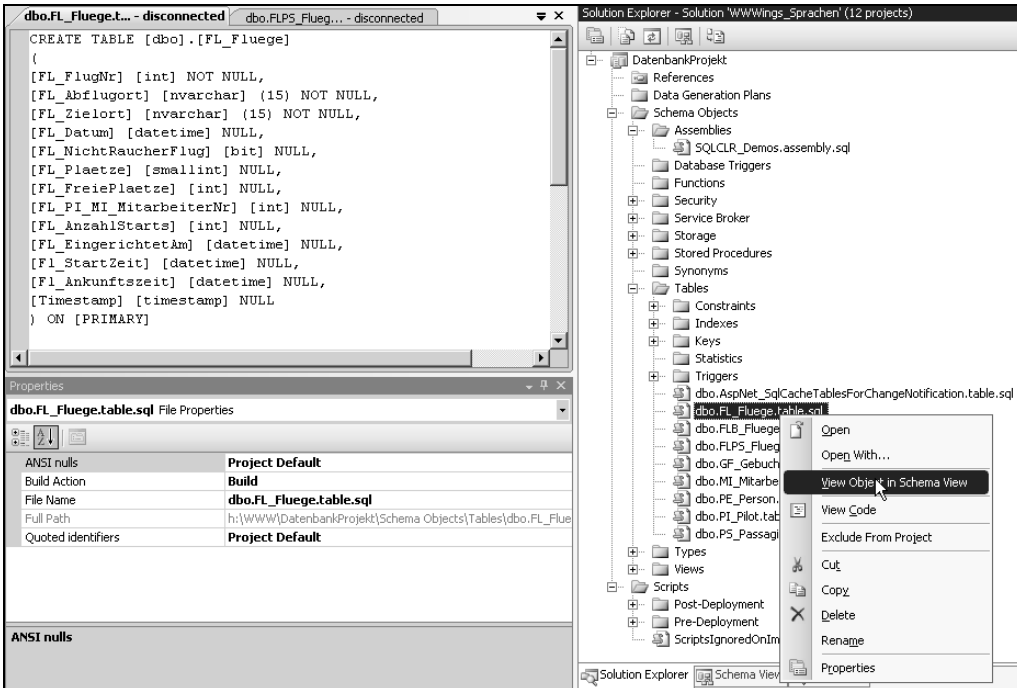 dbo.FL_Fluege.t... - disconnected
dbo.FLPS_Flueg... - disconnected
CREATE TABLE [dbo].[FL_Fluege]
(
[FL_FlugNr] [int] NOT NULL,
[FL_Abflugort] [nvarchar] (15) NOT NULL,
[FL_Zielort] [nvarchar] (15) NOT NULL,
[FL_Datum] [datetime] NULL,
[FL_NichtRaucherFlug] [bit] NULL,
[FL_Plaetze] [smallint] NULL,
[FL_FreiePlaetze] [int] NULL,
[FL_PI_MI_MitarbeiterNr] [int] NULL,
[FL_AnzahlStarts] [int] NULL,
[FL_EingerichtetAm] [datetime] NULL,
[Fl_StartZeit] [datetime] NULL,
[Fl_Ankunftszeit] [datetime] NULL,
[Timestamp] [timestamp] NULL
) ON [PRIMARY]
Properties
dbo.FL_Fluege.table.sql File Properties
ANSI nulls Project Default
Build Action Build
File Name dbo.FL_Fluege.table.sql
Full Path h:\WWW\DatenbankProjekt\Schema Objects\Tables\dbo.FL_Flue
Quoted identifiers Project Default
ANSI nulls
Solution Explorer - Solution 'WWWings_Sprachen' (12 projects)
DatenbankProjekt
References
Data Generation Plans
Schema Objects
Assemblies
SQLCLR_Demos.assembly.sql
Database Triggers
Functions
Security
Service Broker
Storage
Stored Procedures
Synonyms
Tables
Constraints
Indexes
Keys
Statistics
Triggers
dbo.AspNet_SqlCacheTablesForChangeNotification.table.sql
dbo.FL_Fluege.table.sql
dbo.FLB_Fluege
dbo.FLPS_Flueg
dbo.GF_Gebuch
dbo.MI_Mitarbe
dbo.PE_Person.
dbo.PI_Pilot.tab
dbo.PS_Passagi
Types
Views
Scripts
Post-Deployment
Pre-Deployment
ScriptsIgnoredOnIm
Open
Open With...
View Object in Schema View
View Code
Exclude From Project
Cut
Copy
Delete
Rename
Properties
Solution Explorer
Schema View